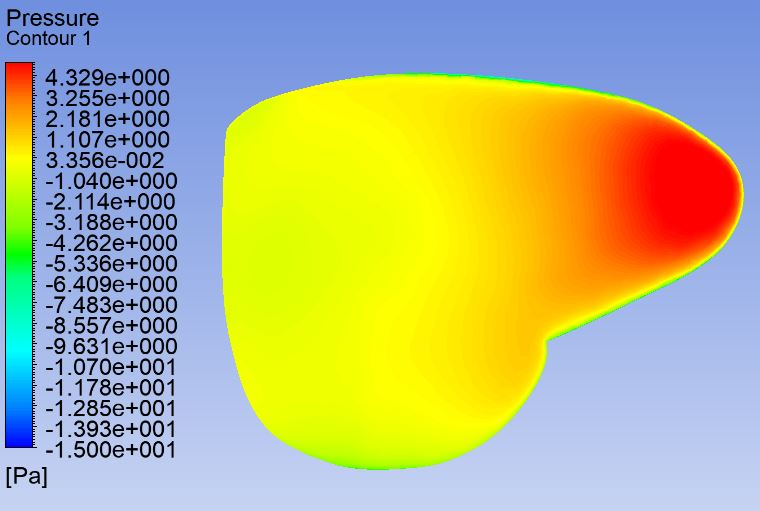 Pressure
Contour 1
4.329e+000
3.255e+000
2.181e+000
1.107e+000
3.356e-002
-1.040e+000
-2.114e+000
-3.188e+000
-4.262e+000
-5.336e+000
-6.409e+000
-7.483e+000
-8.557e+000
-9.631e+000
-1.070e+001
-1.178e+001
-1.285e+001
-1.393e+001
-1.500e+001
[Pa]